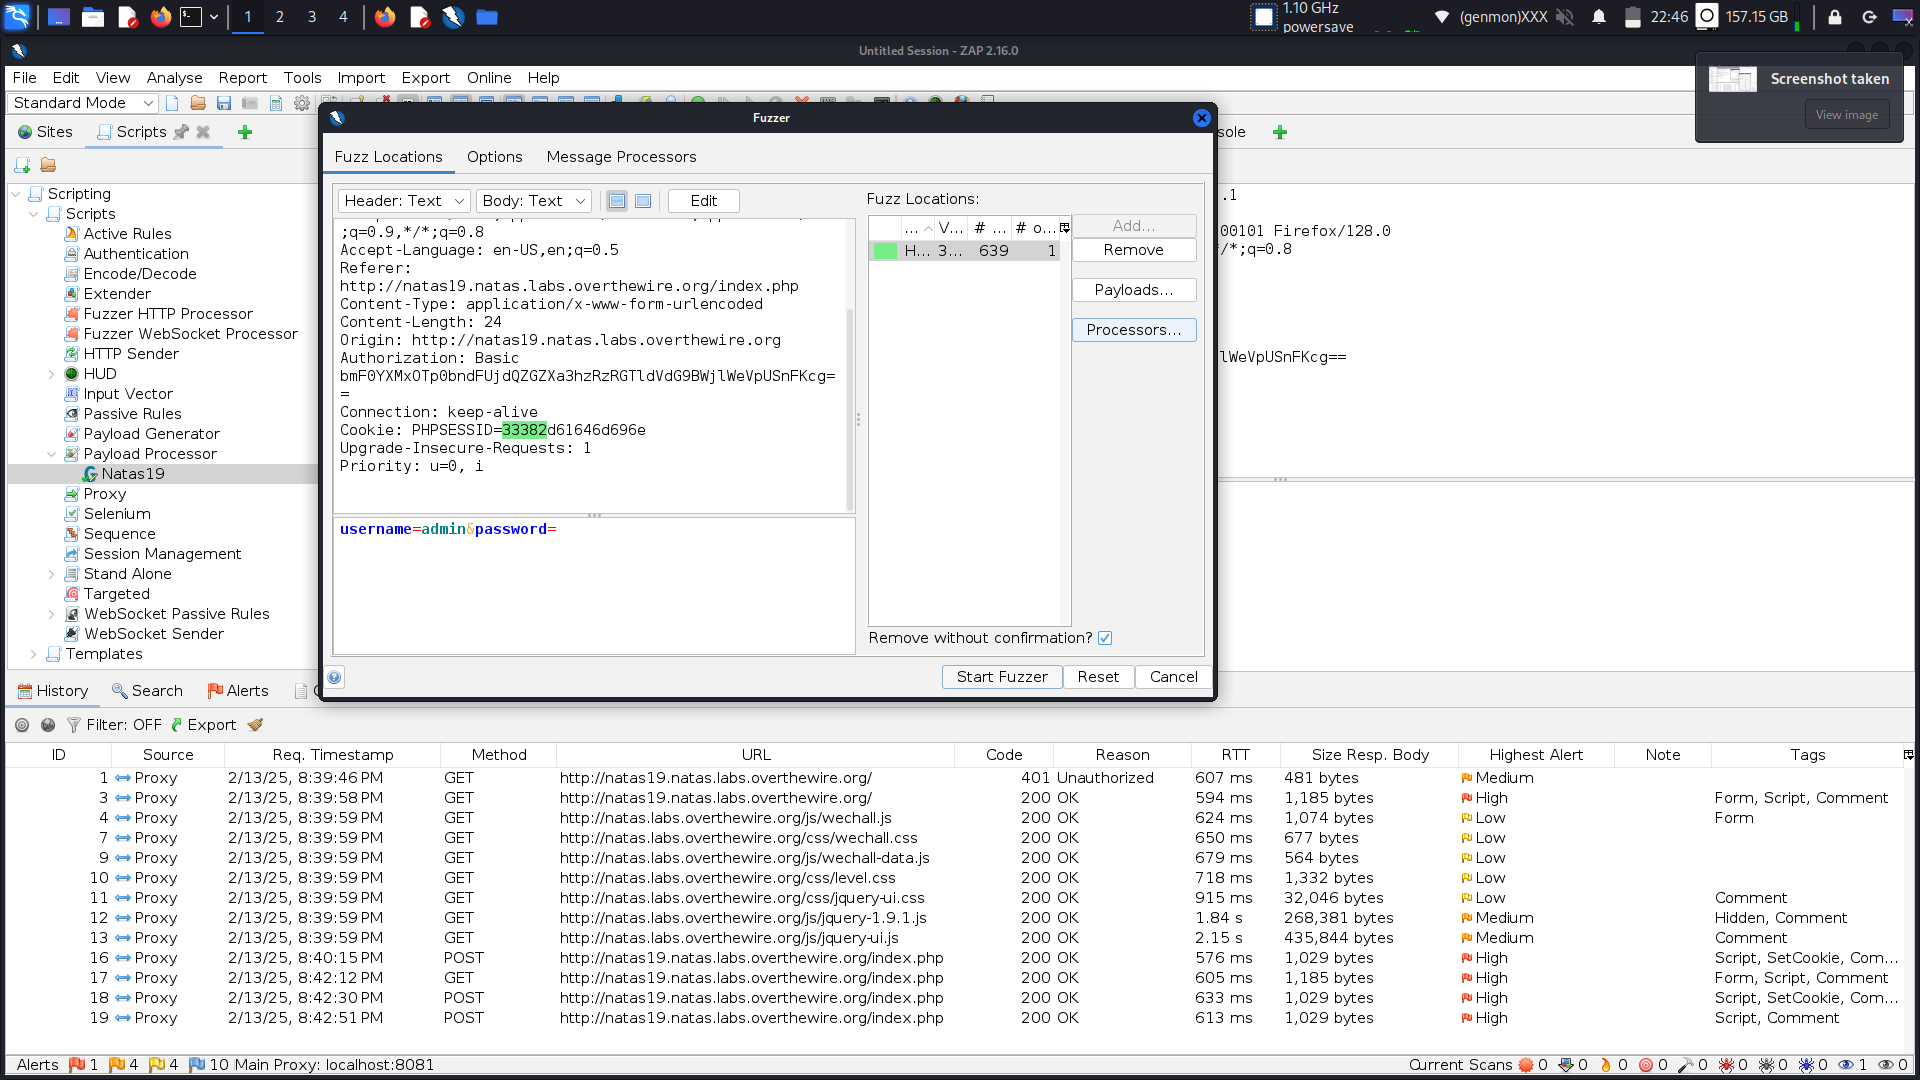 1 2 3 4
1.10 GHz
powersave
(genmon)XXX
22:46
157.15 GB
Untitled Session - ZAP 2.16.0
File Edit View Analyse Report Tools Import Export Online Help
Screenshot taken
View image
Standard Mode
Sites
Scripts
Scripting
Scripts
Active Rules
Authentication
Encode/Decode
Extender
Fuzzer HTTP Processor
Fuzzer WebSocket Processor
HTTP Sender
HUD
Input Vector
Passive Rules
Payload Generator
Payload Processor
Natas19
Proxy
Selenium
Sequence
Session Management
Stand Alone
Targeted
WebSocket Passive Rules
WebSocket Sender
Templates
Fuzzer
Fuzz Locations Options Message Processors
Header: Text Body: Text Edit
;q=0.9,*/*;q=0.8
Accept-Language: en-US,en;q=0.5
Referer:
http://natas19.natas.labs.overthewire.org/index.php
Content-Type: application/x-www-form-urlencoded
Content-Length: 24
Origin: http://natas19.natas.labs.overthewire.org
Authorization: Basic
bmF0YXMxOTp0bndFUjdQZGZXa3hzRzRGTldVdG9BWjlWeVpUSnFKcg=
=
Connection: keep-alive
Cookie: PHPSESSID=33382d61646d696e
Upgrade-Insecure-Requests: 1
Priority: u=0, i
username=admin&password=
Fuzz Locations:
... V... # ... # o...
H... 3... 639 1
Add...
Remove
Payloads...
Processors...
Remove without confirmation?
Start Fuzzer Reset Cancel
sole
.1
00101 Firefox/128.0
*/*;q=0.8
lWeVpUSnFKcg==
History Search Alerts
Filter: OFF Export
ID Source Req. Timestamp Method URL Code Reason RTT Size Resp. Body Highest Alert Note Tags
1 Proxy 2/13/25, 8:39:46 PM GET http://natas19.natas.labs.overthewire.org/ 401 Unauthorized 607 ms 481 bytes Medium
3 Proxy 2/13/25, 8:39:58 PM GET http://natas19.natas.labs.overthewire.org/ 200 OK 594 ms 1,185 bytes High Form, Script, Comment
4 Proxy 2/13/25, 8:39:59 PM GET http://natas.labs.overthewire.org/js/wechall.js 200 OK 624 ms 1,074 bytes Low Form
7 Proxy 2/13/25, 8:39:59 PM GET http://natas.labs.overthewire.org/css/wechall.css 200 OK 650 ms 677 bytes Low
9 Proxy 2/13/25, 8:39:59 PM GET http://natas.labs.overthewire.org/js/wechall-data.js 200 OK 679 ms 564 bytes Low
10 Proxy 2/13/25, 8:39:59 PM GET http://natas.labs.overthewire.org/css/level.css 200 OK 718 ms 1,332 bytes Low
11 Proxy 2/13/25, 8:39:59 PM GET http://natas.labs.overthewire.org/css/jquery-ui.css 200 OK 915 ms 32,046 bytes Low Comment
12 Proxy 2/13/25, 8:39:59 PM GET http://natas.labs.overthewire.org/js/jquery-1.9.1.js 200 OK 1.84 s 268,381 bytes Medium Hidden, Comment
13 Proxy 2/13/25, 8:39:59 PM GET http://natas.labs.overthewire.org/js/jquery-ui.js 200 OK 2.15 s 435,844 bytes Medium Comment
16 Proxy 2/13/25, 8:40:15 PM POST http://natas19.natas.labs.overthewire.org/index.php 200 OK 576 ms 1,029 bytes High Script, SetCookie, Com...
17 Proxy 2/13/25, 8:42:12 PM GET http://natas19.natas.labs.overthewire.org/index.php 200 OK 605 ms 1,185 bytes High Form, Script, Comment
18 Proxy 2/13/25, 8:42:30 PM POST http://natas19.natas.labs.overthewire.org/index.php 200 OK 633 ms 1,029 bytes High Script, SetCookie, Com...
19 Proxy 2/13/25, 8:42:51 PM POST http://natas19.natas.labs.overthewire.org/index.php 200 OK 613 ms 1,029 bytes High Script, Comment
Alerts 1 4 4 10 Main Proxy: localhost:8081
Current Scans 0 0 0 0 0 0 0 0 1 0